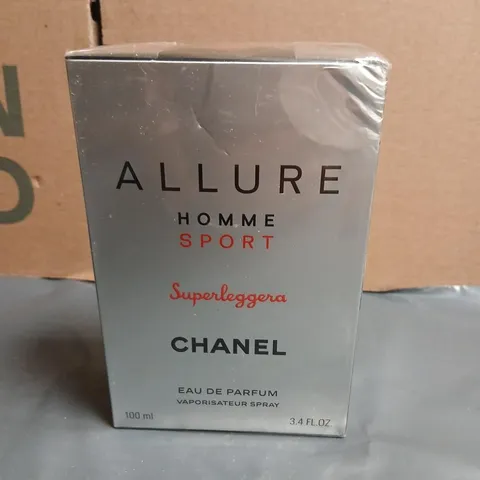 ALLURE
HOMME
SPORT
Superleggera
CHANEL
EAU DE PARFUM
VAPORISATEUR SPRAY
100 ml 3.4 FL.OZ